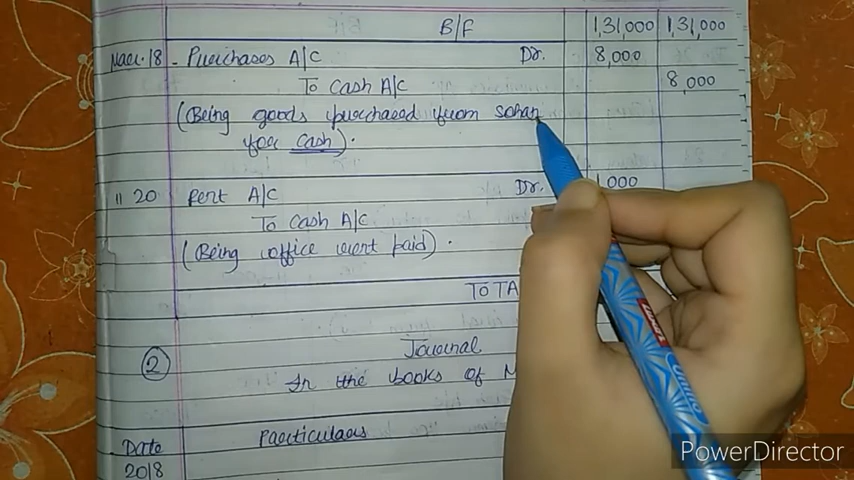 B/F 1,31,000 1,31,000
Mar. 18 - Purchases A/C Dr. 8,000
To Cash A/C 8,000
(Being goods purchased from Sohan
for Cash).
" 20 Rent A/C Dr. 1,000
To Cash A/C
(Being office rent paid).
TOTA
2 Journal
In the books of M
Date Particulars
2018
PowerDirector